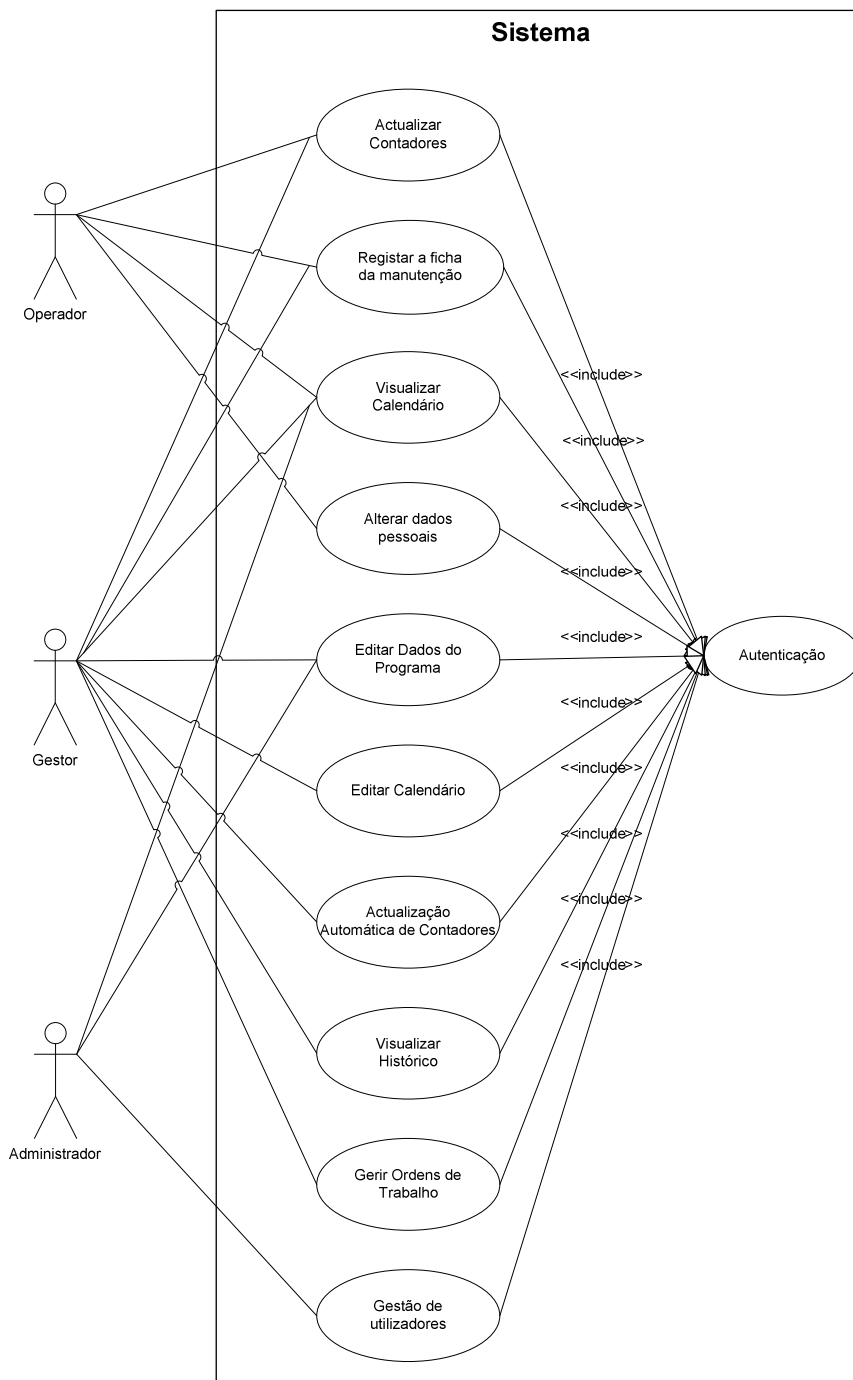 Sistema
Actualizar
Contadores
Operador
Registar a ficha
da manutenção
Visualizar
Calendário
<<include>>
<<include>>
<<include>>
Alterar dados
pessoais
<<include>>
Gestor
Editar Dados do
Programa
<<include>>
Autenticação
<<include>>
Editar Calendário
<<include>>
<<include>>
Actualização
Automática de Contadores
<<include>>
<<include>>
Visualizar
Histórico
Administrador
Gerir Ordens de
Trabalho
Gestão de
utilizadores